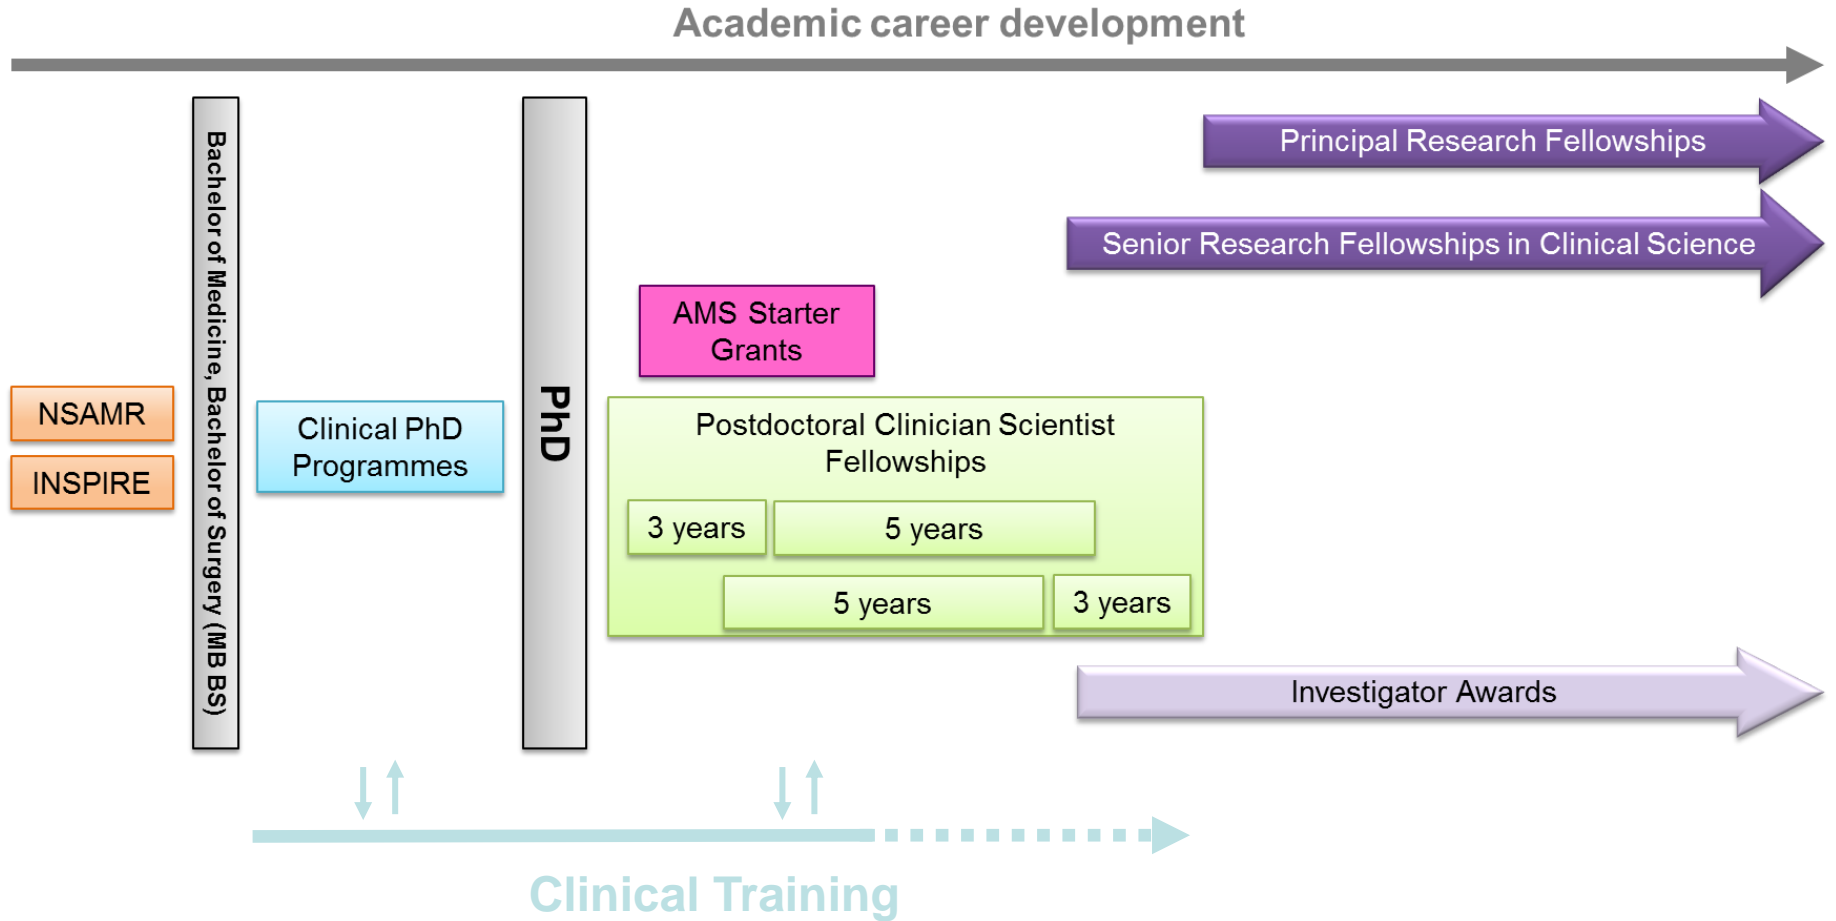 Academic career development
Principal Research Fellowships
Senior Research Fellowships in Clinical Science
Bachelor of Medicine, Bachelor of Surgery (MB BS)
AMS Starter
Grants
NSAMR
INSPIRE
Clinical PhD
Programmes
PhD
Postdoctoral Clinician Scientist
Fellowships
3 years
5 years
5 years
3 years
Investigator Awards
Clinical Training